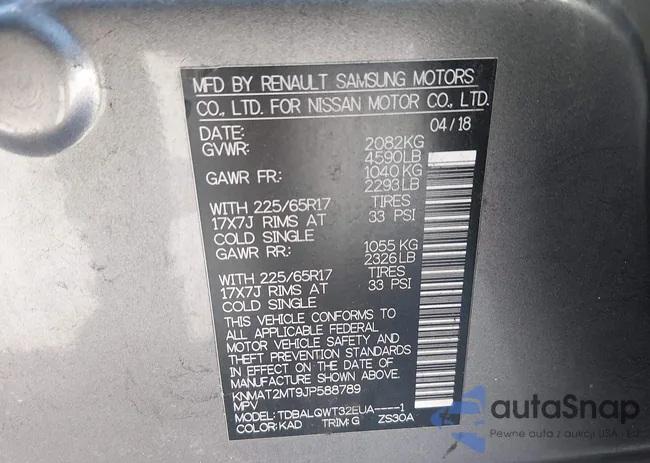 MFD BY RENAULT SAMSUNG MOTORS
CO., LTD. FOR NISSAN MOTOR CO., LTD.
DATE: 04/18
GVWR: 2082KG
4590LB
GAWR FR: 1040 KG
2293LB
WITH 225/65R17 TIRES
17X7J RIMS AT 33 PSI
COLD SINGLE
GAWR RR: 1055 KG
2326LB
WITH 225/65R17 TIRES
17X7J RIMS AT 33 PSI
COLD SINGLE
THIS VEHICLE CONFORMS TO
ALL APPLICABLE FEDERAL
MOTOR VEHICLE SAFETY AND
THEFT PREVENTION STANDARDS
IN EFFECT ON THE DATE OF
MANUFACTURE SHOWN ABOVE.
KNMAT2MT9JP588789
MPV
MODEL: TDBALQWT32EUA----1
COLOR: KAD TRIM: G ZS30A
autoSnap
Pewne auta z aukcji USA - EU